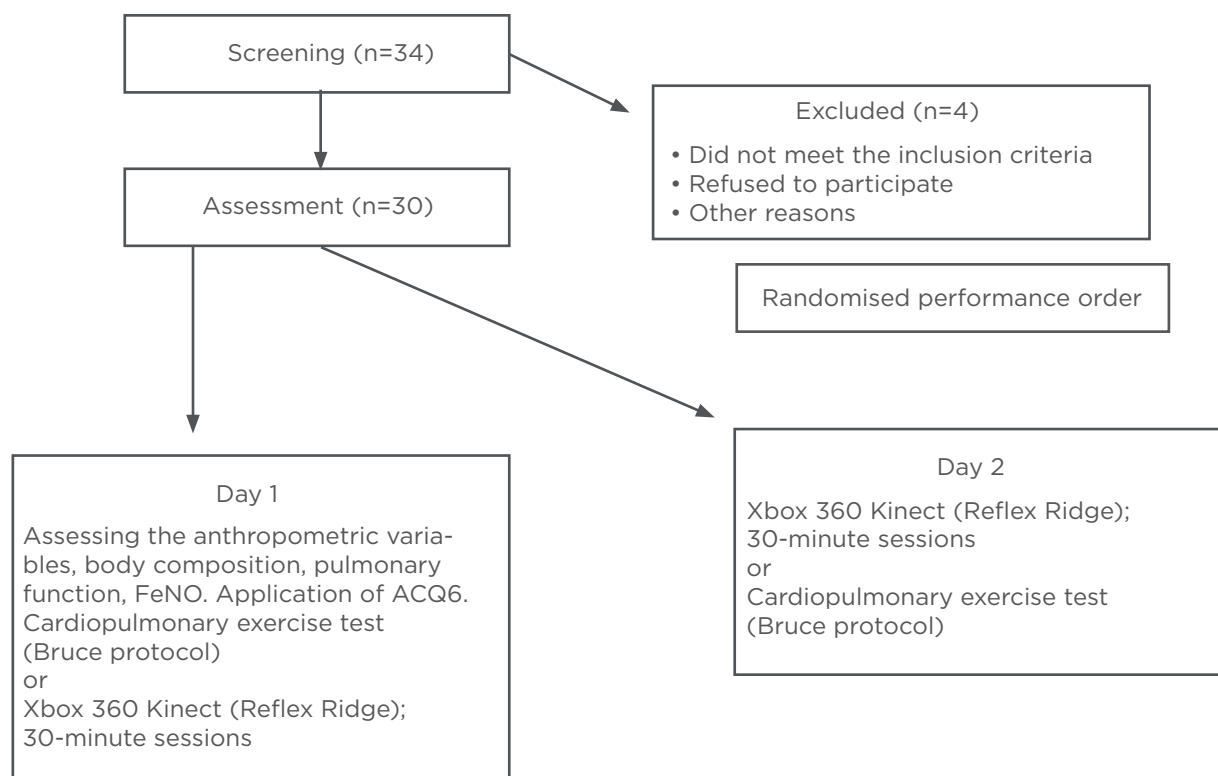 Screening (n=34)
Excluded (n=4)
• Did not meet the inclusion criteria
• Refused to participate
• Other reasons
Assessment (n=30)
Randomised performance order
Day 1
Assessing the anthropometric varia-
bles, body composition, pulmonary
function, FeNO. Application of ACQ6.
Cardiopulmonary exercise test
(Bruce protocol)
or
Xbox 360 Kinect (Reflex Ridge);
30-minute sessions
Day 2
Xbox 360 Kinect (Reflex Ridge);
30-minute sessions
or
Cardiopulmonary exercise test
(Bruce protocol)